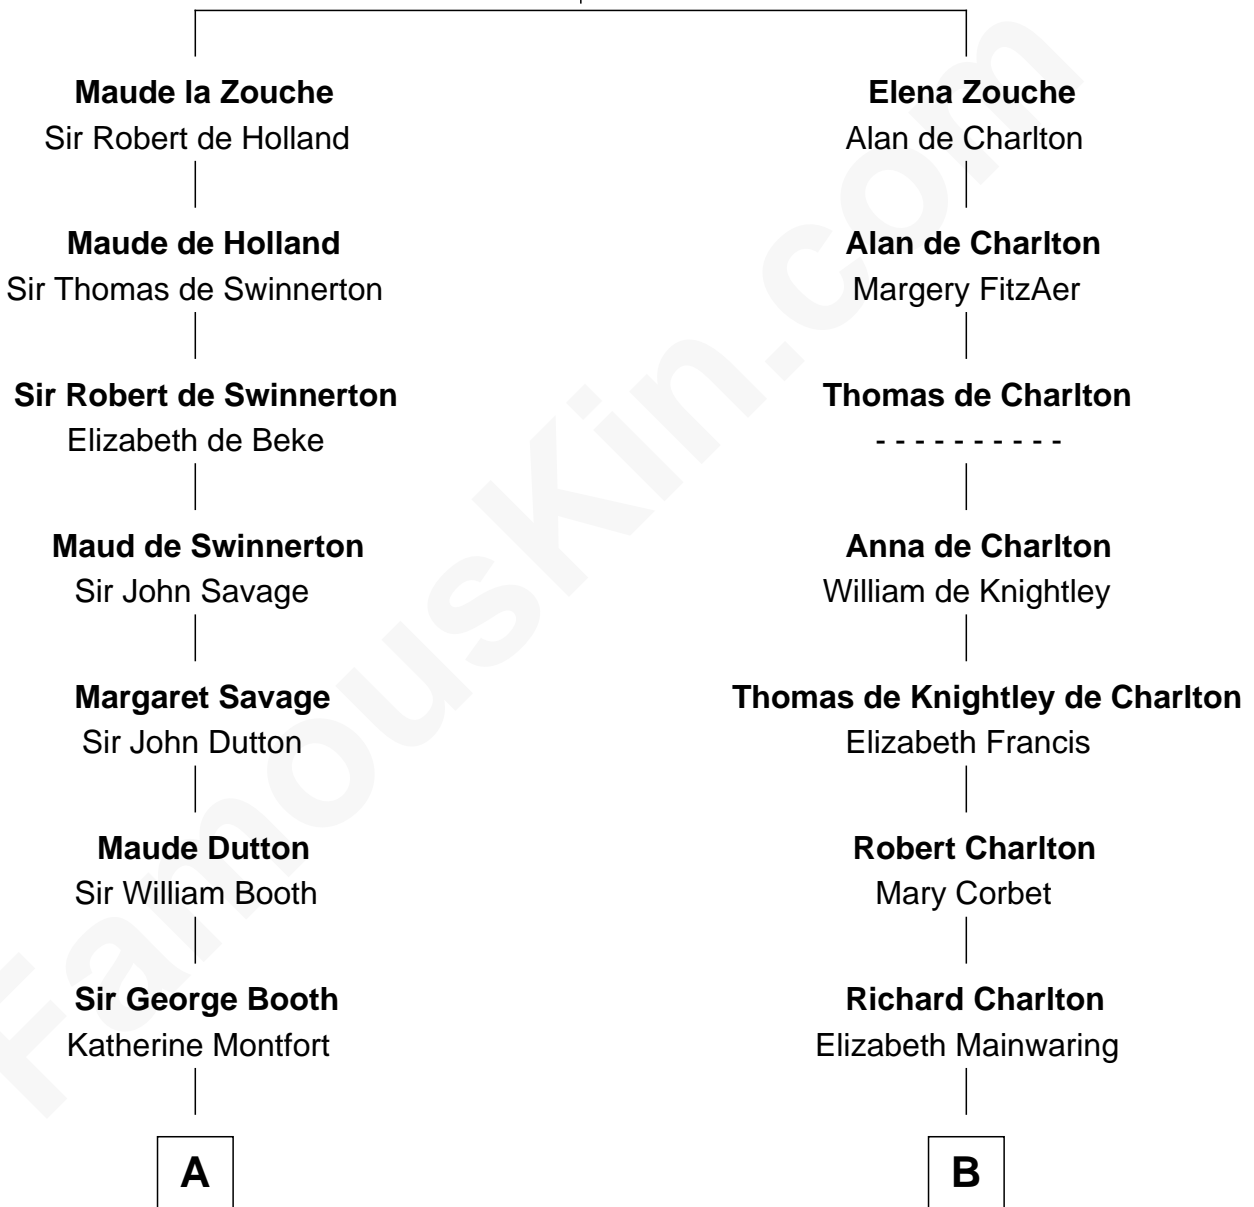 Maude la Zouche
Sir Robert de Holland
Maude de Holland
Sir Thomas de Swinnerton
Sir Robert de Swinnerton
Elizabeth de Beke
Maud de Swinnerton
Sir John Savage
Margaret Savage
Sir John Dutton
Maude Dutton
Sir William Booth
Sir George Booth
Katherine Montfort
A
Elena Zouche
Alan de Charlton
Alan de Charlton
Margery FitzAer
Thomas de Charlton
- - - - - - - - - -
Anna de Charlton
William de Knightley
Thomas de Knightley de Charlton
Elizabeth Francis
Robert Charlton
Mary Corbet
Richard Charlton
Elizabeth Mainwaring
B
FamousKin.com